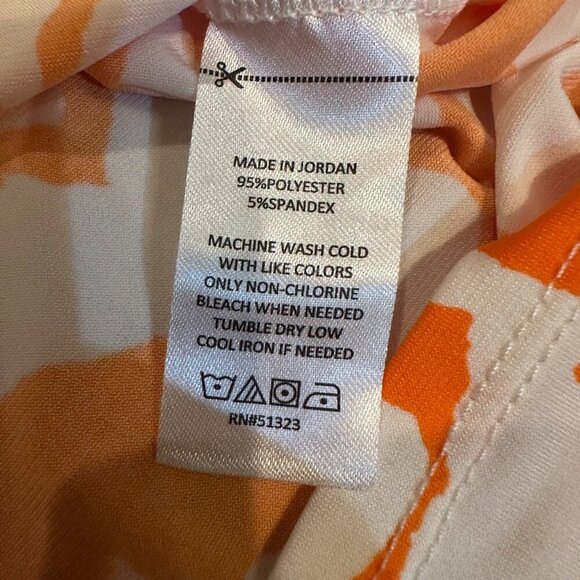 MADE IN JORDAN
95%POLYESTER
5%SPANDEX
MACHINE WASH COLD
WITH LIKE COLORS
ONLY NON-CHLORINE
BLEACH WHEN NEEDED
TUMBLE DRY LOW
COOL IRON IF NEEDED
RN#51323